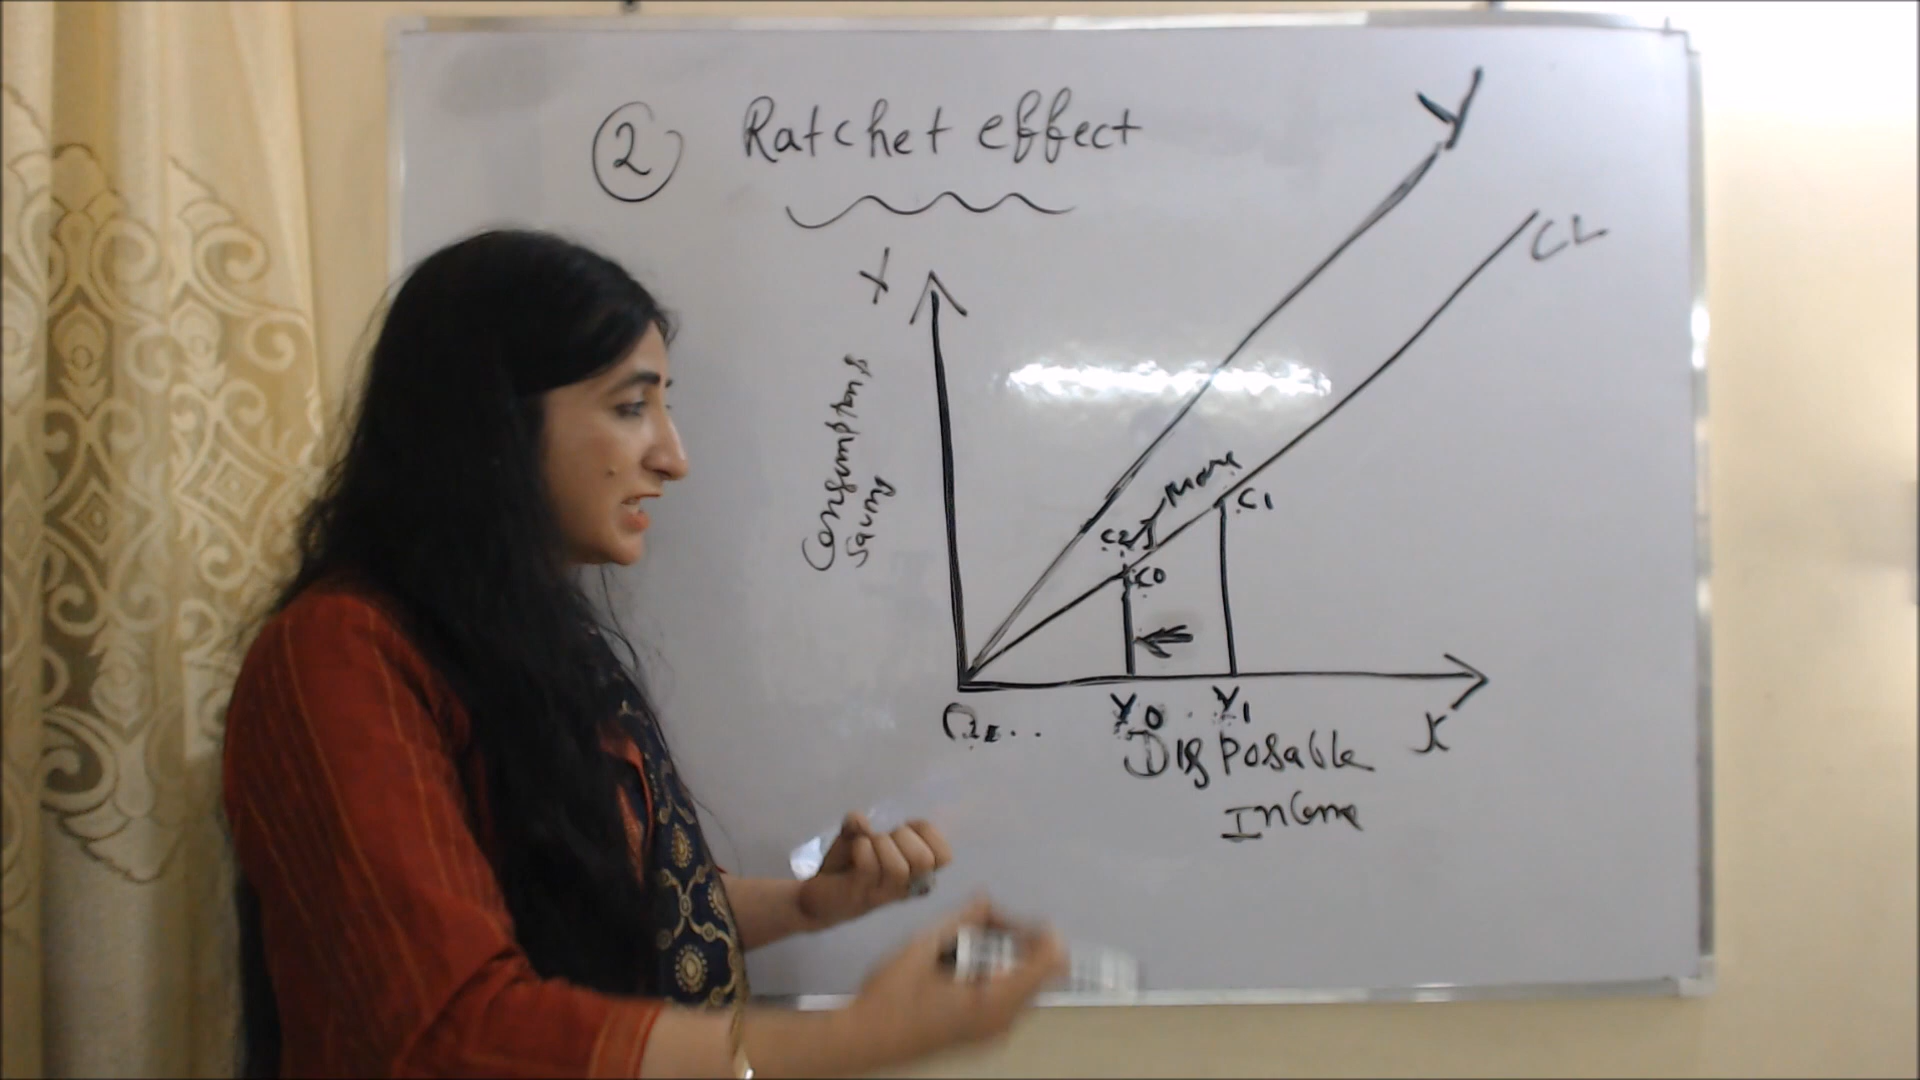 ② Ratchet effect
Y
CL
Y
Consumption &
Saving
More
C1
C2
C0
Y0 Y1
Disposable
Income
X